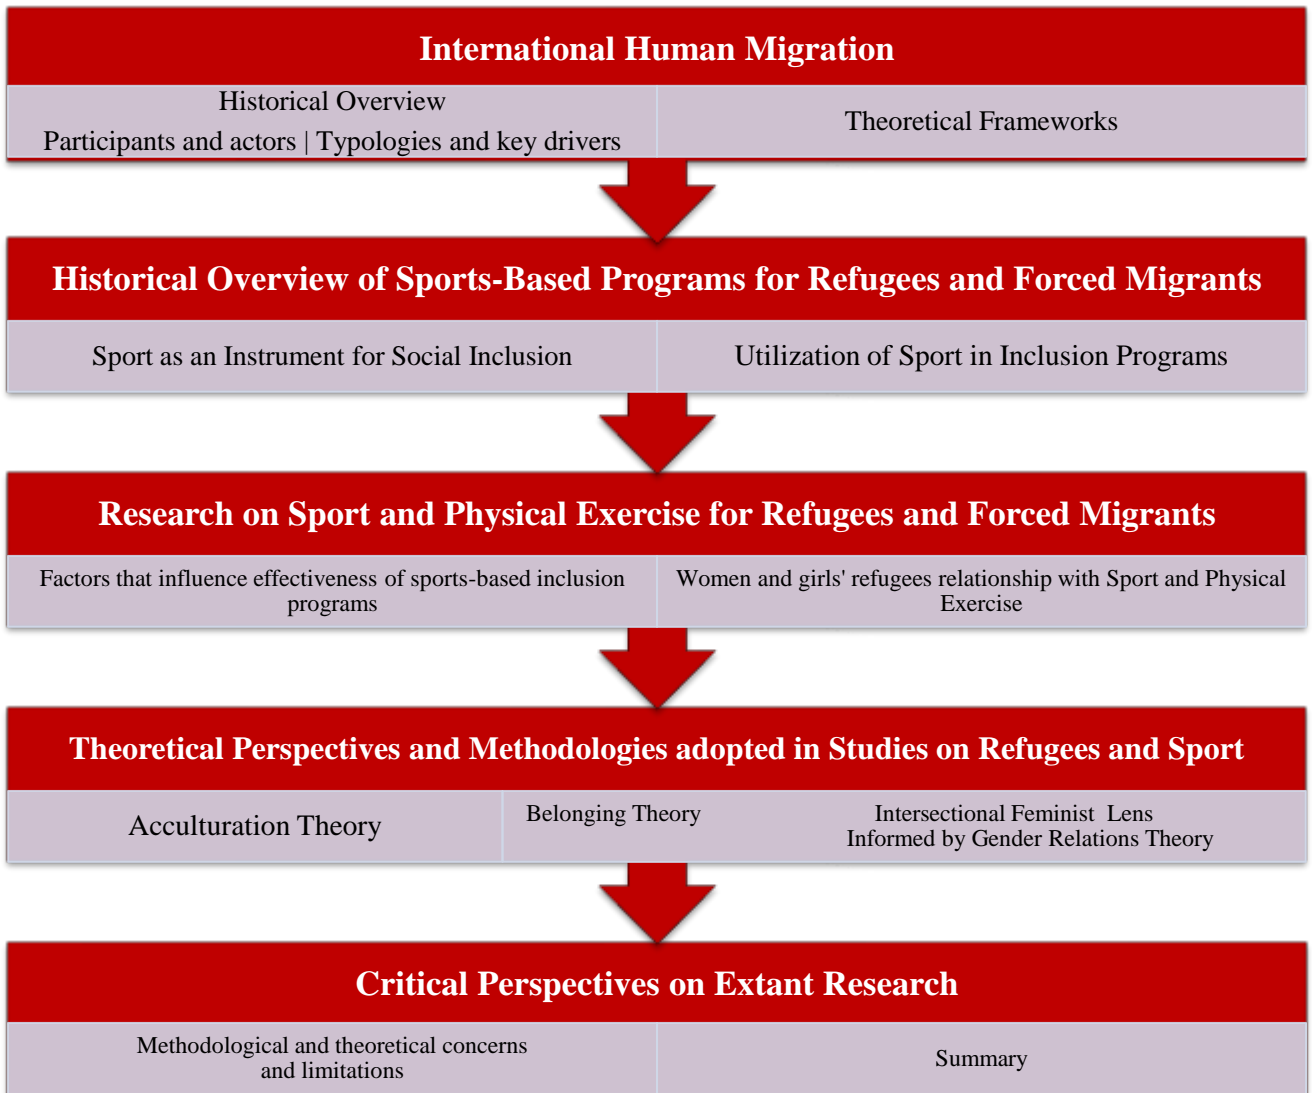 International Human Migration
Historical Overview
Participants and actors | Typologies and key drivers
Theoretical Frameworks
Historical Overview of Sports-Based Programs for Refugees and Forced Migrants
Sport as an Instrument for Social Inclusion
Utilization of Sport in Inclusion Programs
Research on Sport and Physical Exercise for Refugees and Forced Migrants
Factors that influence effectiveness of sports-based inclusion
programs
Women and girls' refugees relationship with Sport and Physical
Exercise
Theoretical Perspectives and Methodologies adopted in Studies on Refugees and Sport
Acculturation Theory
Belonging Theory
Intersectional Feminist Lens
Informed by Gender Relations Theory
Critical Perspectives on Extant Research
Methodological and theoretical concerns
and limitations
Summary